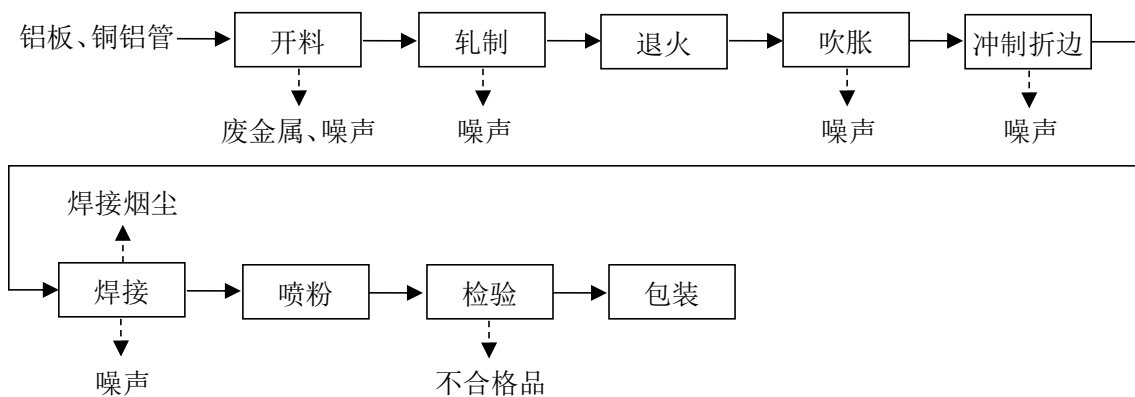 铝板、铜铝管
开料
轧制
退火
吹胀
冲制折边
废金属、噪声
噪声
噪声
噪声
焊接烟尘
焊接
喷粉
检验
包装
噪声
不合格品